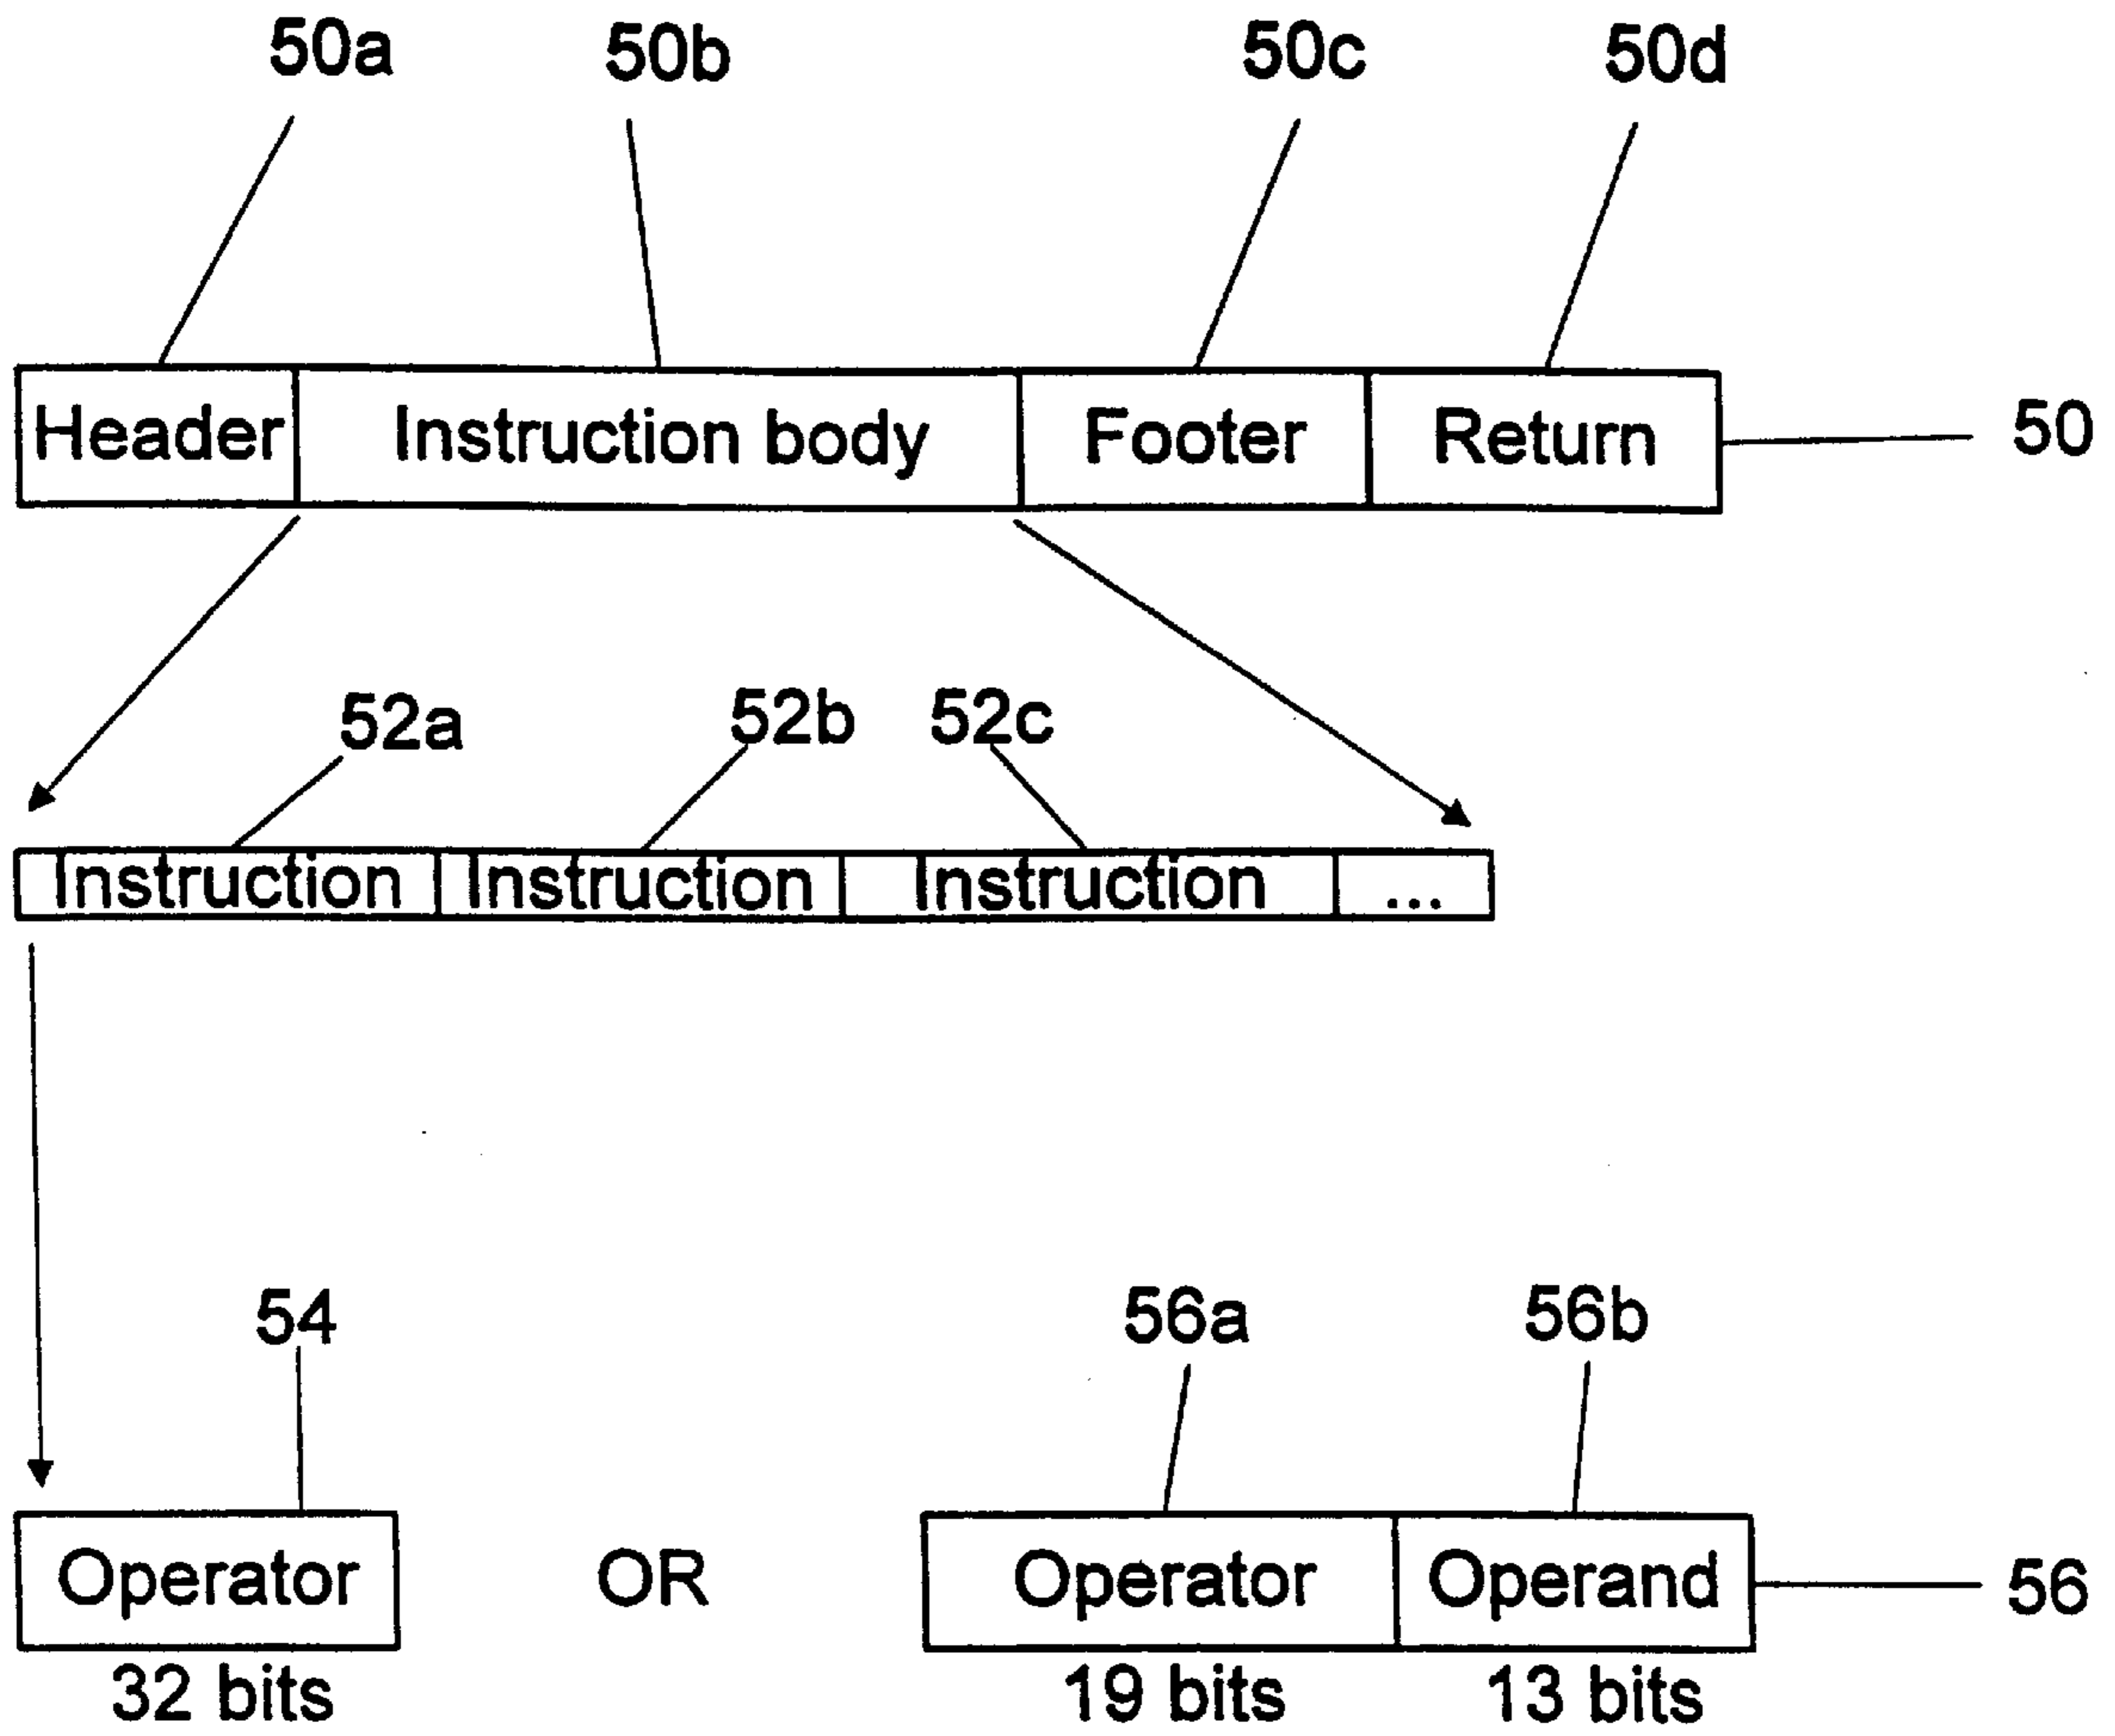 50a 50b 50c 50d
Header Instruction body Footer Return 50
52a 52b 52c
Instruction Instruction Instruction ...
54 56a 56b
Operator OR Operator Operand 56
32 bits 19 bits 13 bits